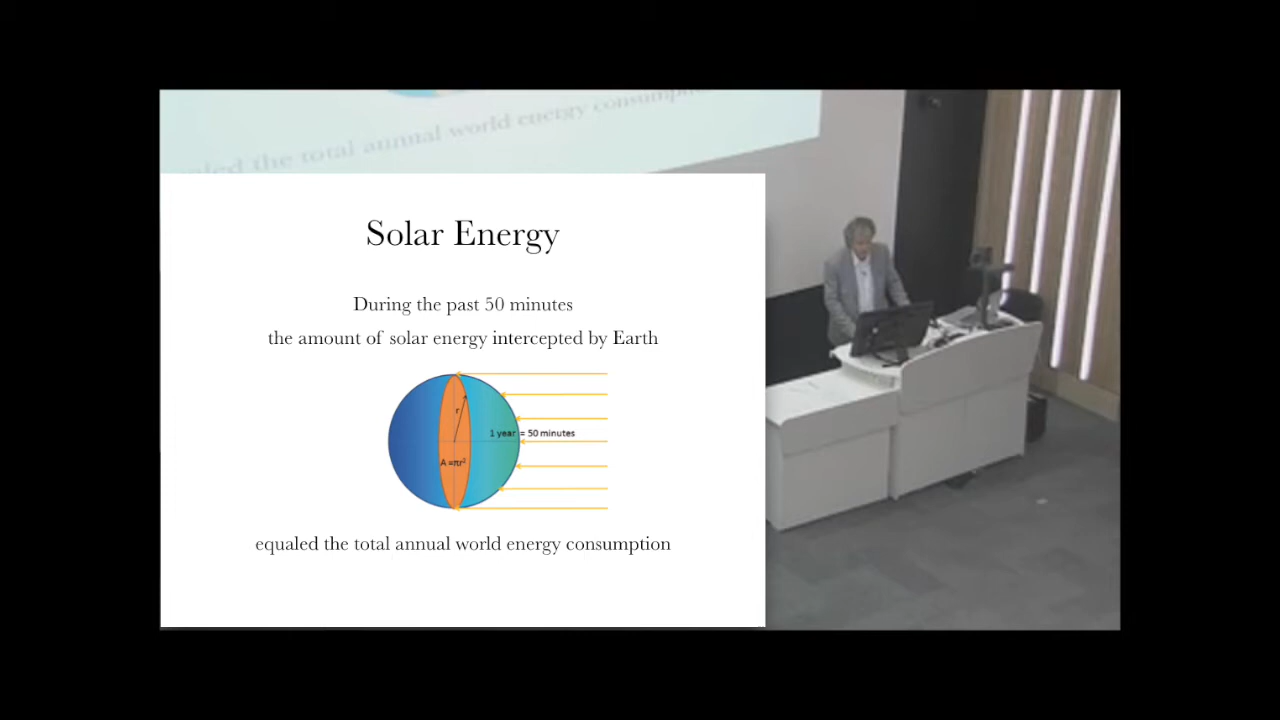 aled the total annual world energy consump
Solar Energy
During the past 50 minutes
the amount of solar energy intercepted by Earth
r
1 year = 50 minutes
A =πr²
equaled the total annual world energy consumption